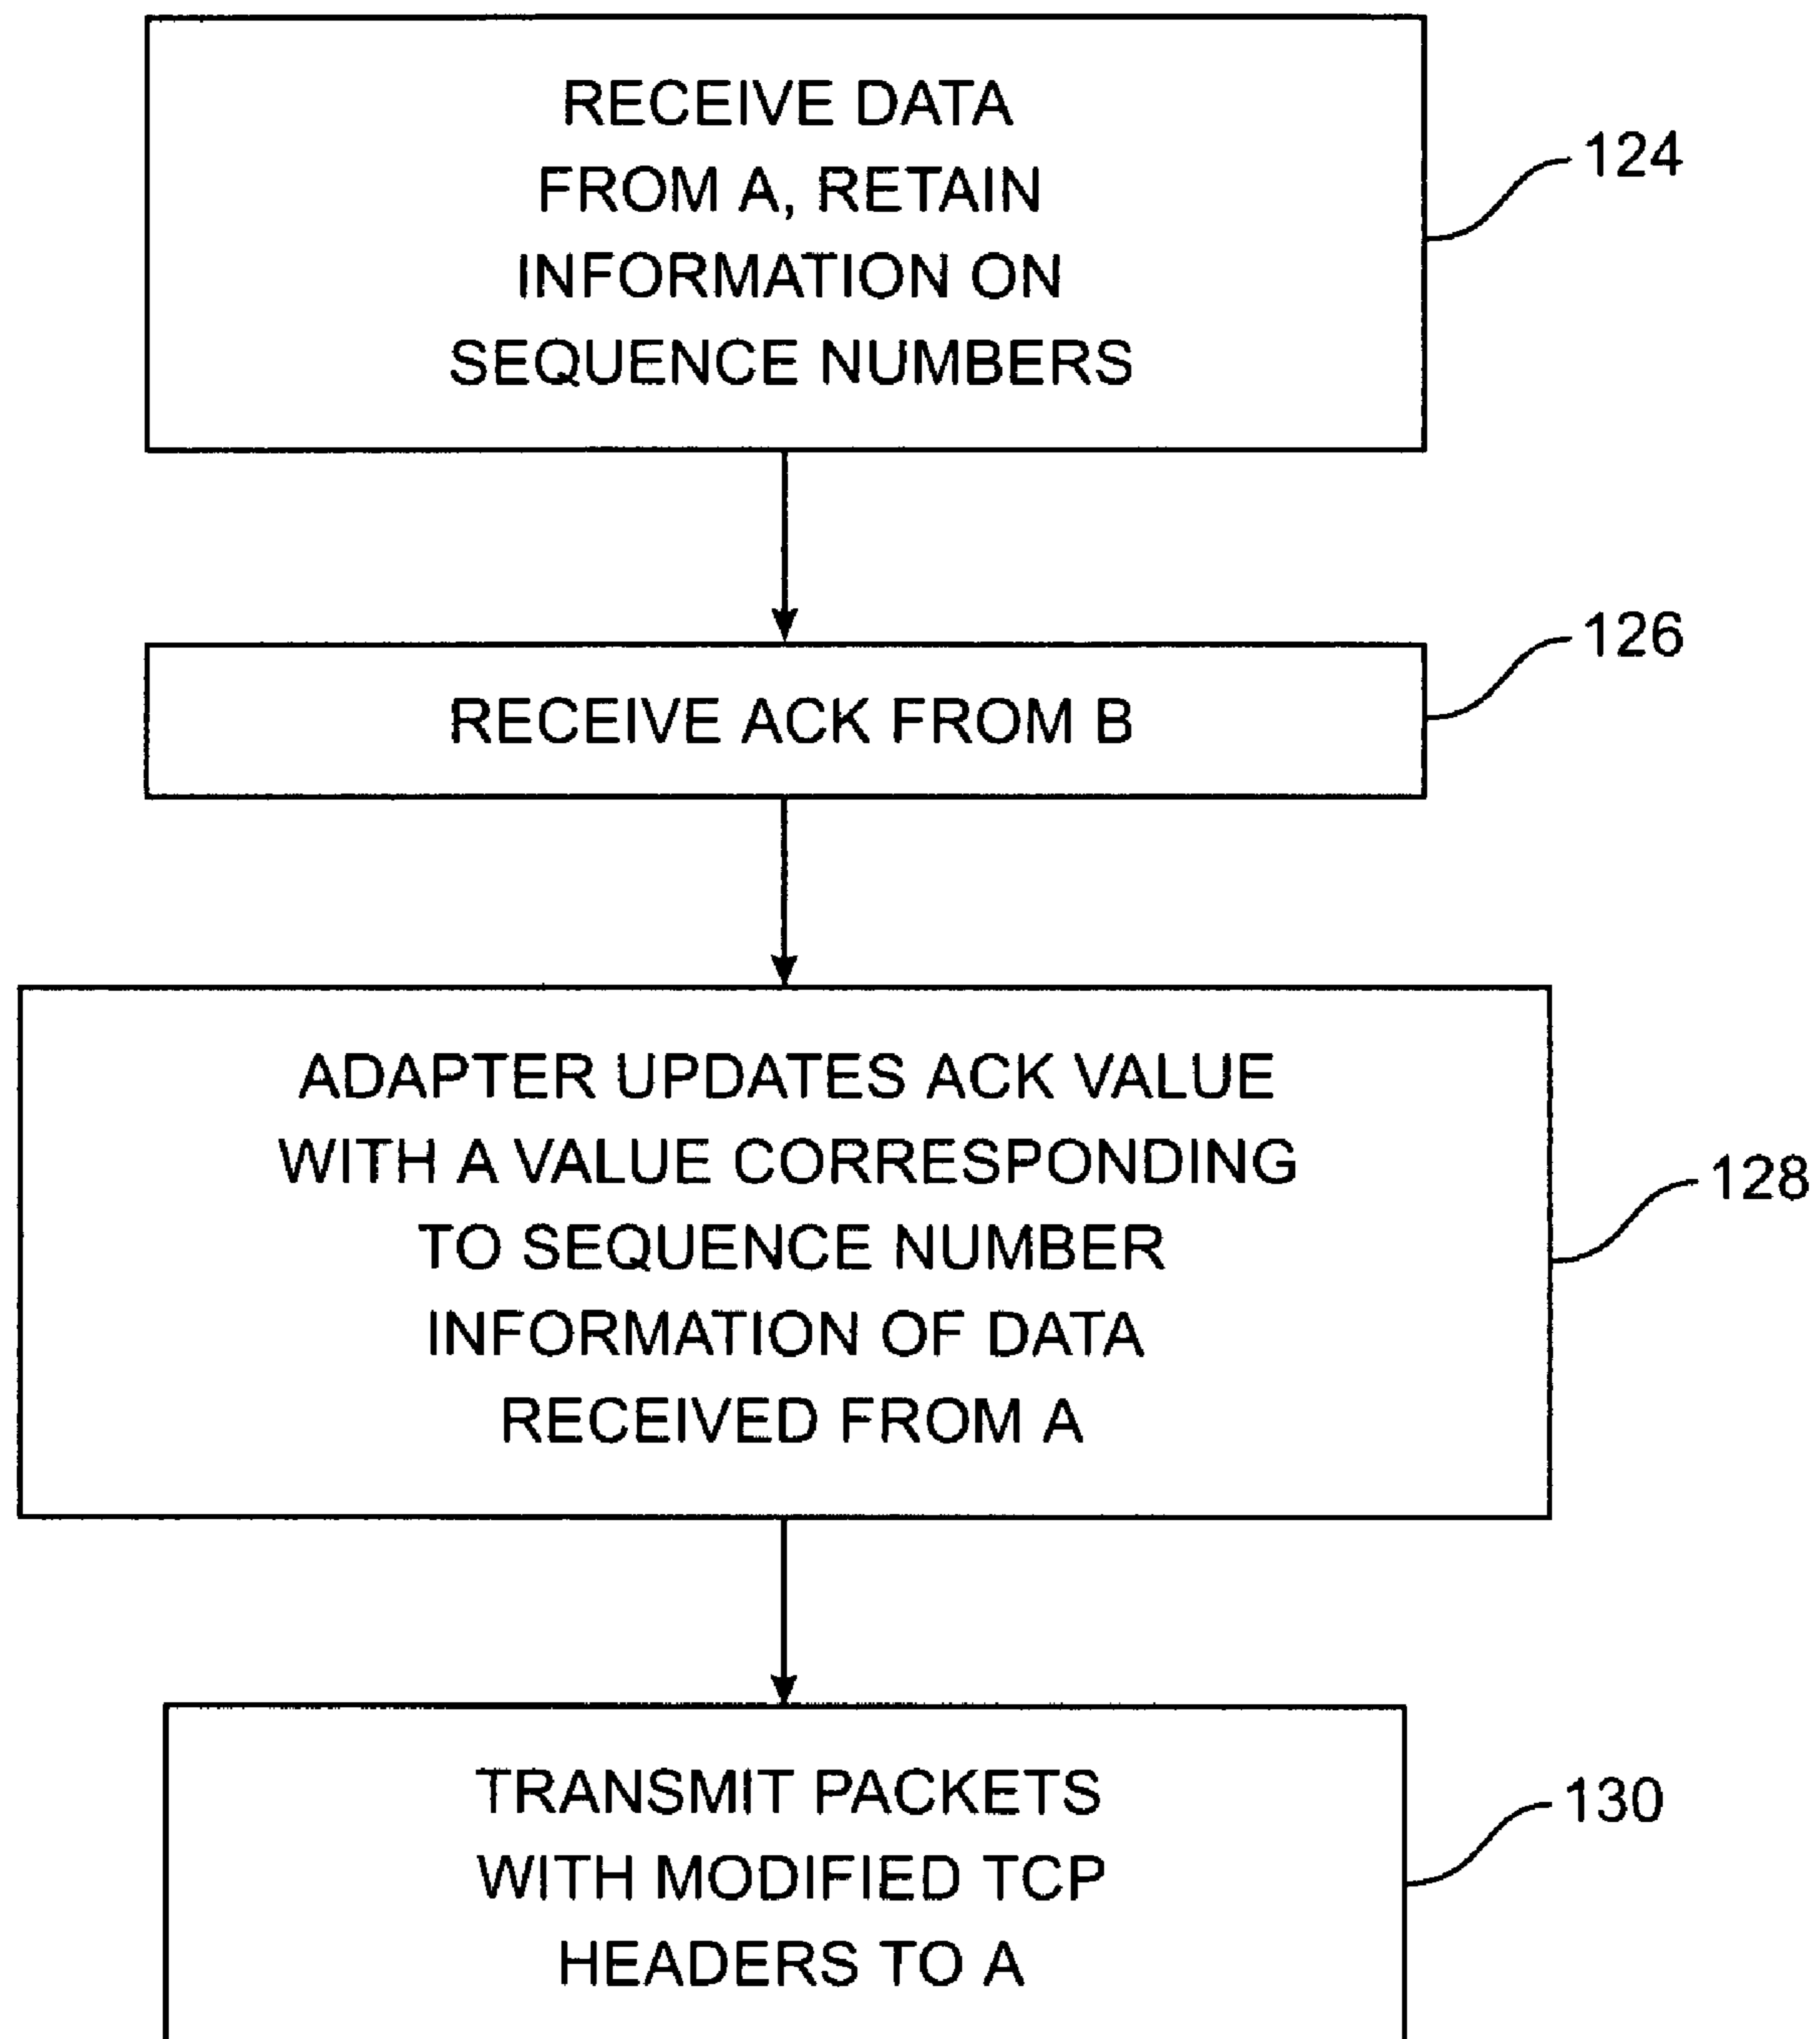 RECEIVE DATA
FROM A, RETAIN
INFORMATION ON
SEQUENCE NUMBERS
124
RECEIVE ACK FROM B
126
ADAPTER UPDATES ACK VALUE
WITH A VALUE CORRESPONDING
TO SEQUENCE NUMBER
INFORMATION OF DATA
RECEIVED FROM A
128
TRANSMIT PACKETS
WITH MODIFIED TCP
HEADERS TO A
130